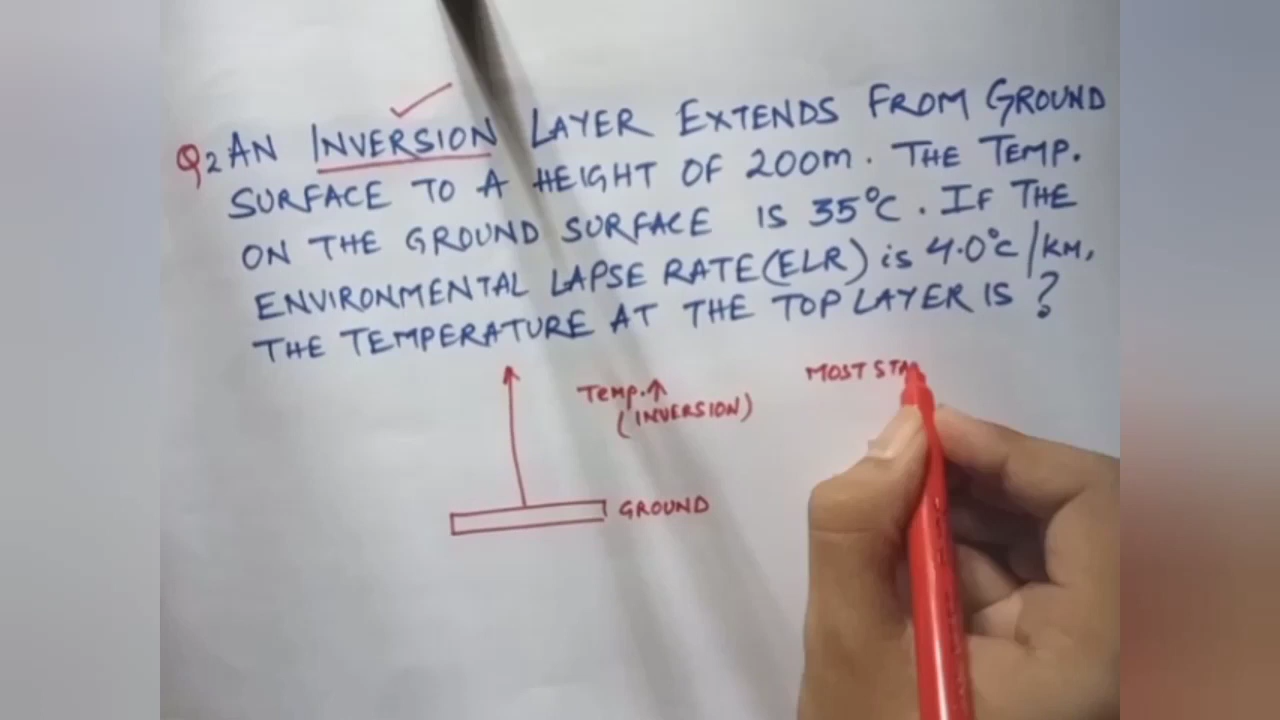 Q2 AN INVERSION LAYER EXTENDS FROM GROUND
SURFACE TO A HEIGHT OF 200m. THE TEMP.
ON THE GROUND SURFACE IS 35°C. IF THE
ENVIRONMENTAL LAPSE RATE(ELR) is 4.0°C/KM,
THE TEMPERATURE AT THE TOP LAYER IS ?
Temp.↑
(INVERSION)
MOST STA
GROUND